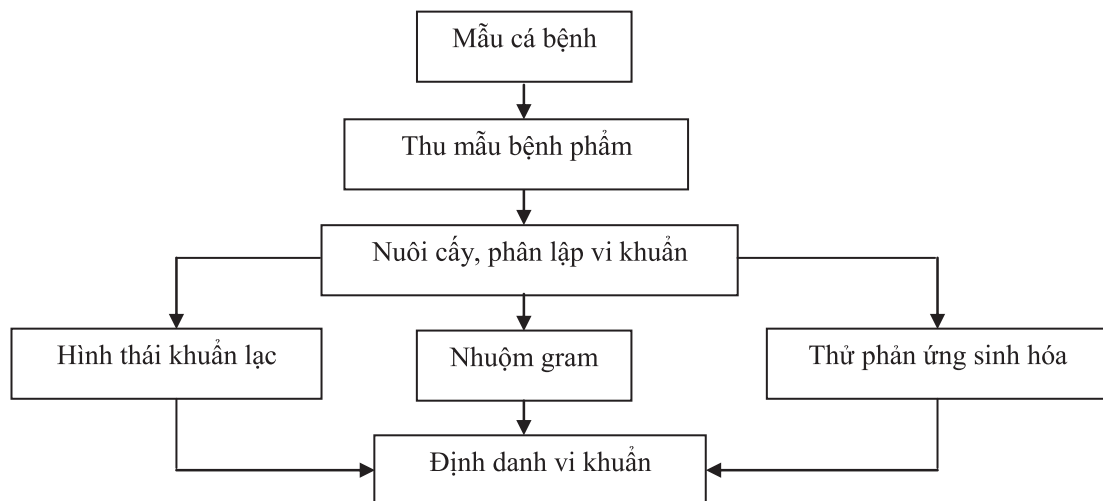 Mẫu cá bệnh
Thu mẫu bệnh phẩm
Nuôi cấy, phân lập vi khuẩn
Hình thái khuẩn lạc
Nhuộm gram
Thử phản ứng sinh hóa
Định danh vi khuẩn